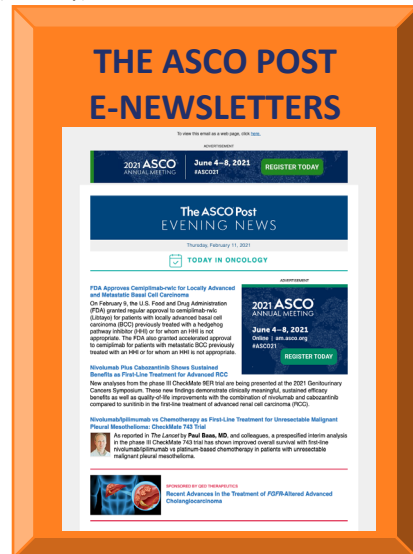 THE ASCO POST
E-NEWSLETTERS
To view this email as a web page, click here.
ADVERTISEMENT
2021 ASCO
ANNUAL MEETING
June 4–8, 2021
#ASCO21
REGISTER TODAY
The ASCO Post
EVENING NEWS
Thursday, February 11, 2021
TODAY IN ONCOLOGY
FDA Approves Cemiplimab-rwlc for Locally Advanced
and Metastatic Basal Cell Carcinoma
On February 9, the U.S. Food and Drug Administration
(FDA) granted regular approval to cemiplimab-rwlc
(Libtayo) for patients with locally advanced basal cell
carcinoma (BCC) previously treated with a hedgehog
pathway inhibitor (HHI) or for whom an HHI is not
appropriate. The FDA also granted accelerated approval
to cemiplimab for patients with metastatic BCC previously
treated with an HHI or for whom an HHI is not appropriate.
ADVERTISEMENT
2021 ASCO
ANNUAL MEETING
June 4–8, 2021
Online | am.asco.org
#ASCO21
REGISTER TODAY
Nivolumab Plus Cabozantinib Shows Sustained
Benefits as First-Line Treatment for Advanced RCC
New analyses from the phase III CheckMate 9ER trial are being presented at the 2021 Genitourinary
Cancers Symposium. These new findings demonstrate clinically meaningful, sustained efficacy
benefits as well as quality-of-life improvements with the combination of nivolumab and cabozantinib
compared to sunitinib in the first-line treatment of advanced renal cell carcinoma (RCC).
Nivolumab/Ipilimumab vs Chemotherapy as First-Line Treatment for Unresectable Malignant
Pleural Mesothelioma: CheckMate 743 Trial
As reported in The Lancet by Paul Baas, MD, and colleagues, a prespecified interim analysis
in the phase III CheckMate 743 trial has shown improved overall survival with first-line
nivolumab/ipilimumab vs platinum-based chemotherapy in patients with unresectable
malignant pleural mesothelioma.
SPONSORED BY QED THERAPEUTICS
Recent Advances in the Treatment of FGFR-Altered Advanced
Cholangiocarcinoma